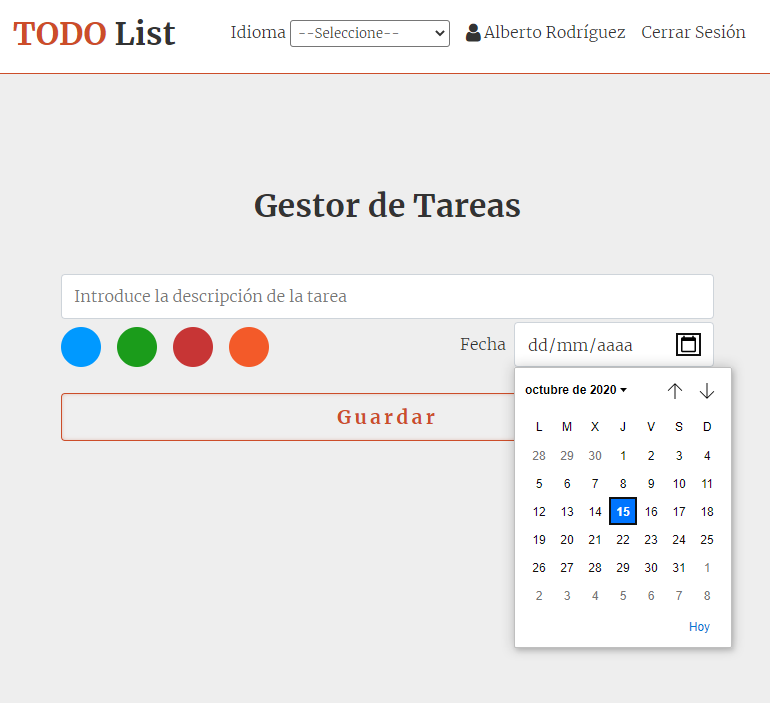 TODO List
Idioma --Seleccione-- Alberto Rodríguez Cerrar Sesión
Gestor de Tareas
Introduce la descripción de la tarea
Fecha dd/mm/aaaa
Guardar
octubre de 2020
L M X J V S D
28 29 30 1 2 3 4
5 6 7 8 9 10 11
12 13 14 15 16 17 18
19 20 21 22 23 24 25
26 27 28 29 30 31 1
2 3 4 5 6 7 8
Hoy